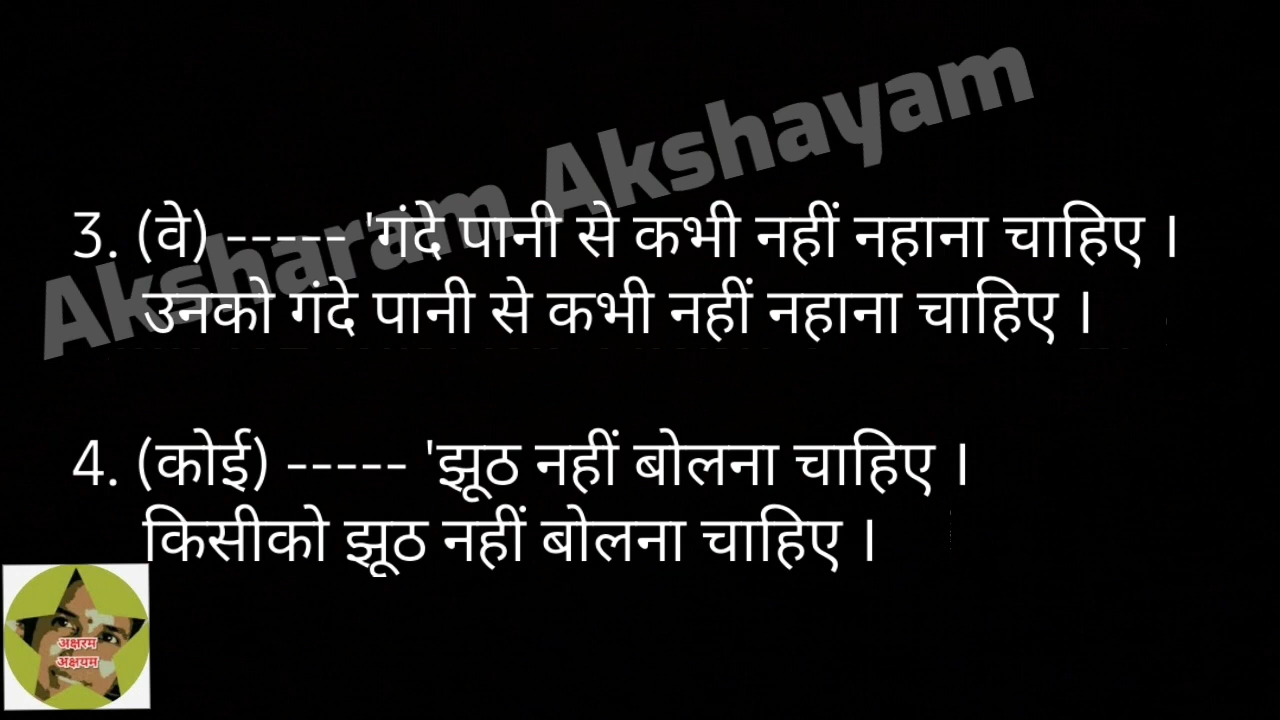 Aksharam Akshayam
3. (वे) ----- 'गंदे पानी से कभी नहीं नहाना चाहिए ।
उनको गंदे पानी से कभी नहीं नहाना चाहिए ।
4. (कोई) ----- 'झूठ नहीं बोलना चाहिए ।
किसीको झूठ नहीं बोलना चाहिए ।
अक्षरम
अक्षयम